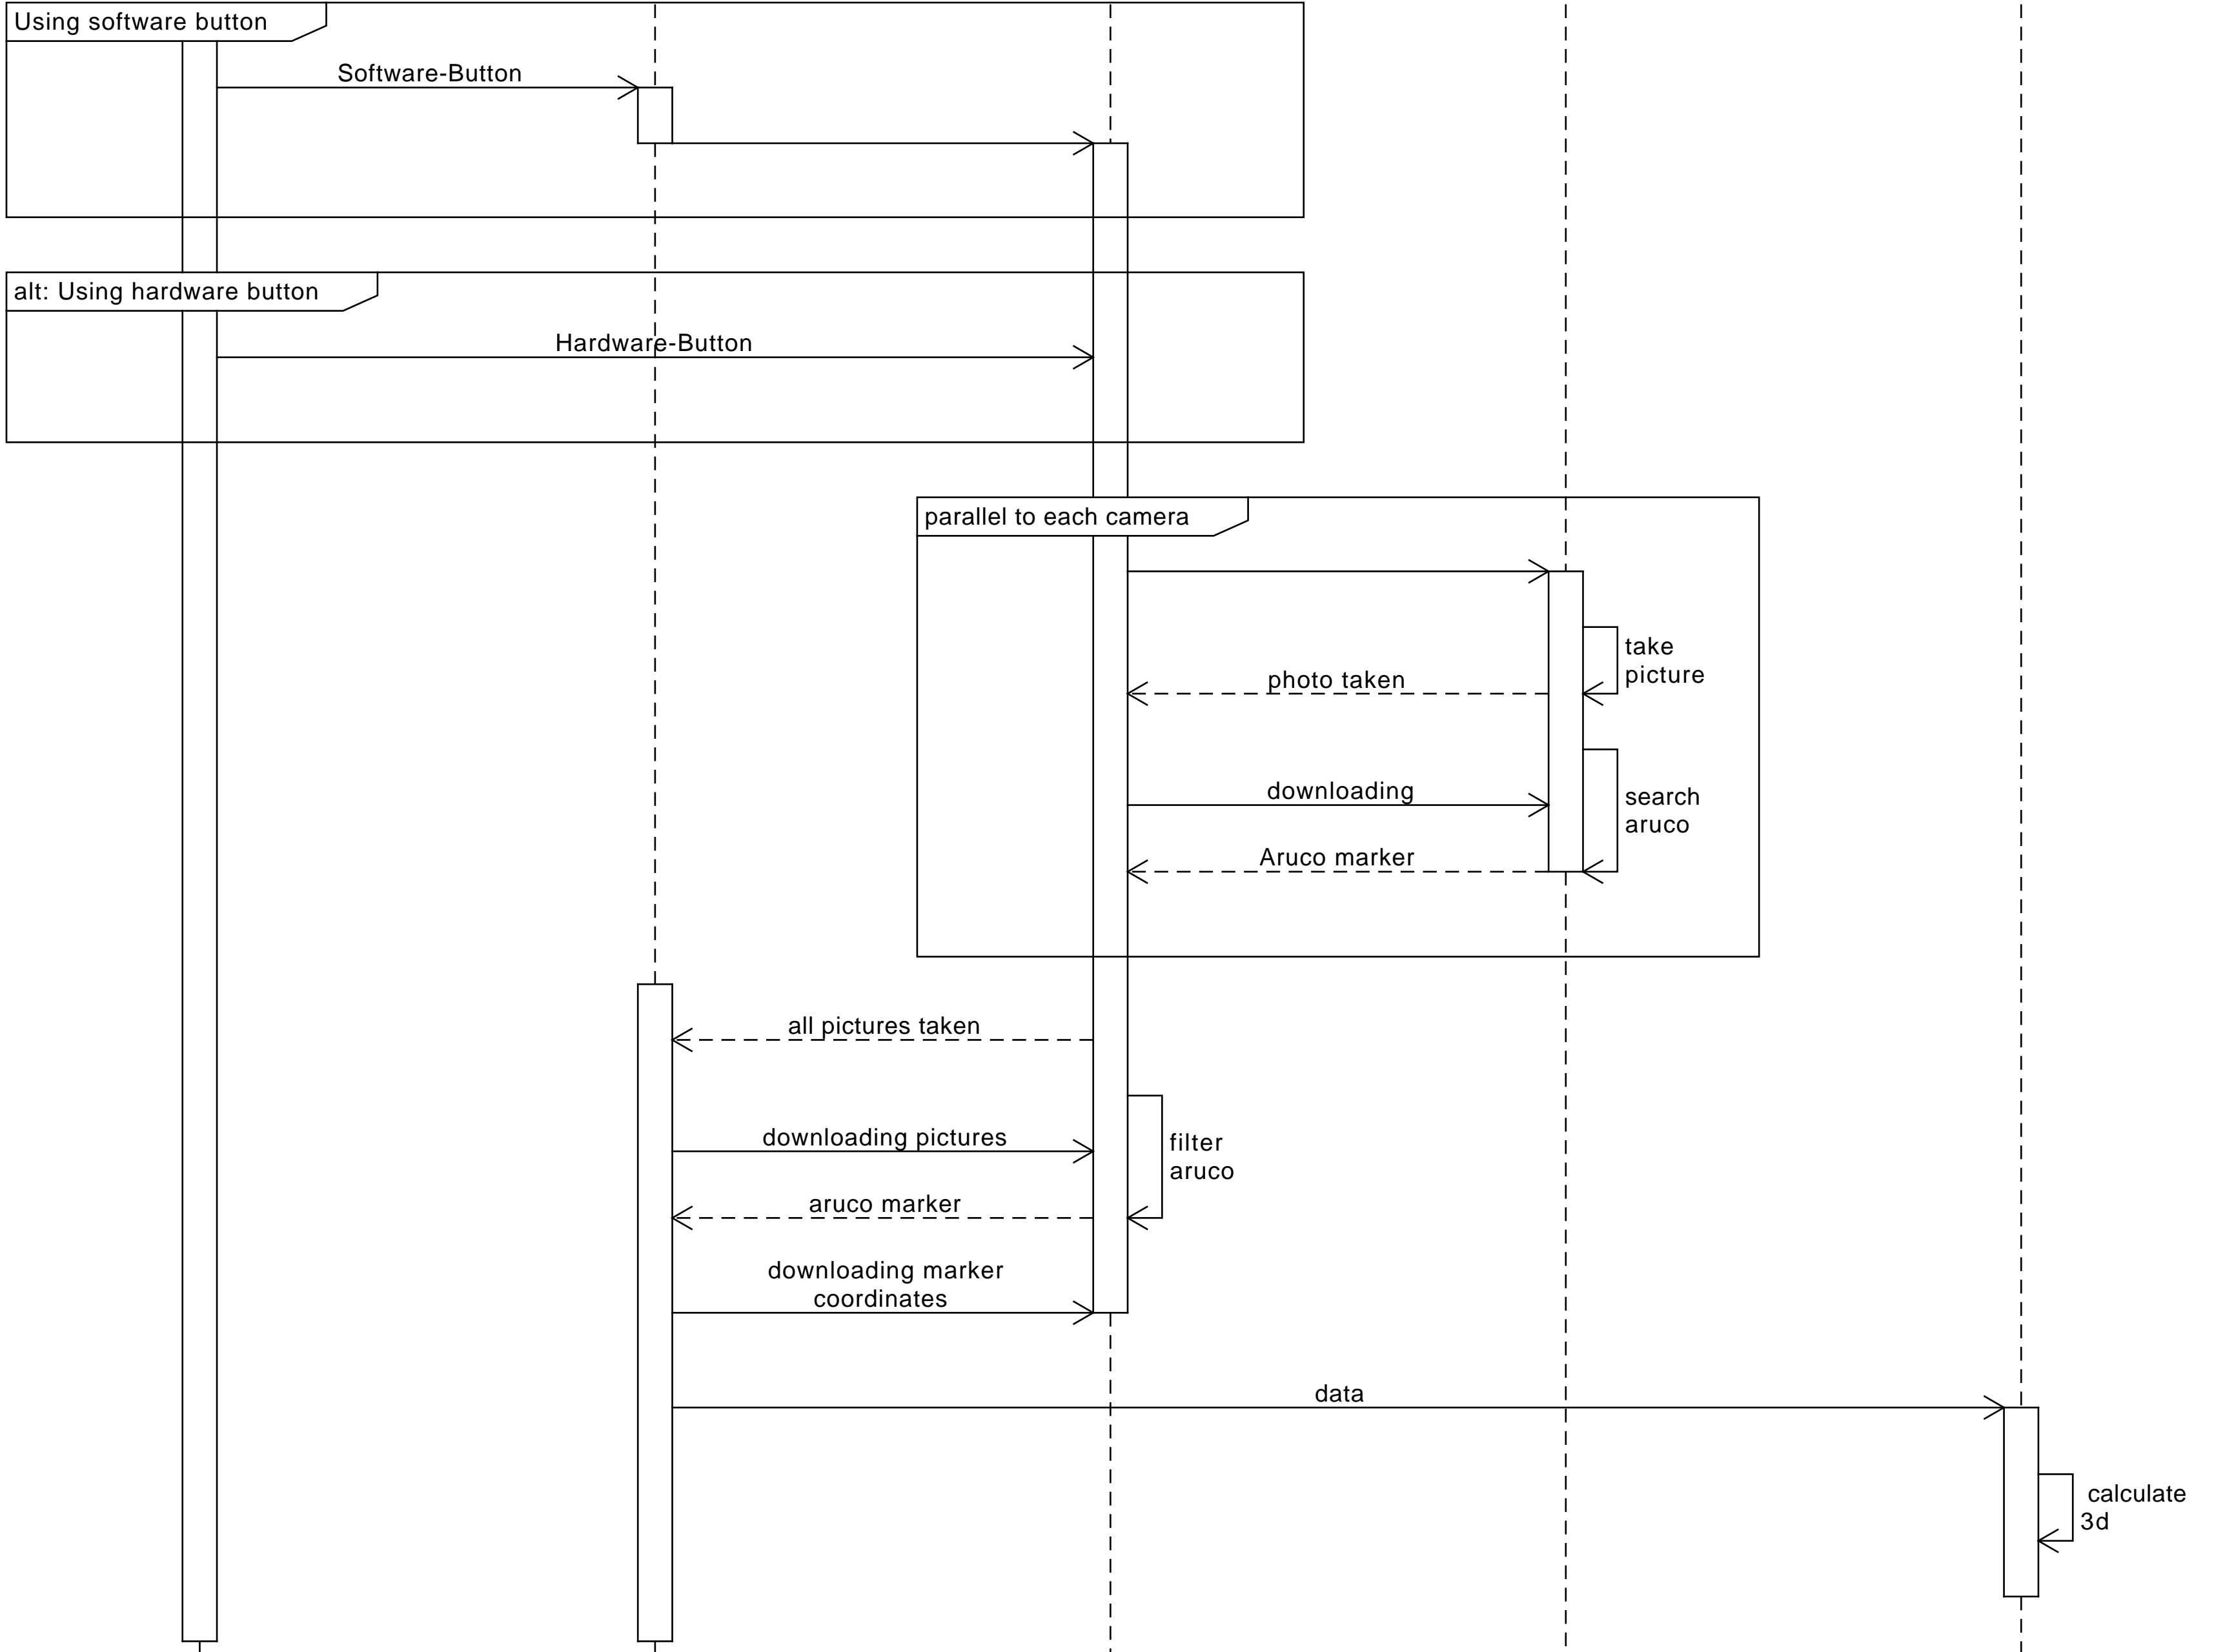 Using software button
Software-Button
alt: Using hardware button
Hardware-Button
parallel to each camera
take
picture
photo taken
downloading
search
aruco
Aruco marker
all pictures taken
downloading pictures
filter
aruco
aruco marker
downloading marker
coordinates
data
calculate
3d